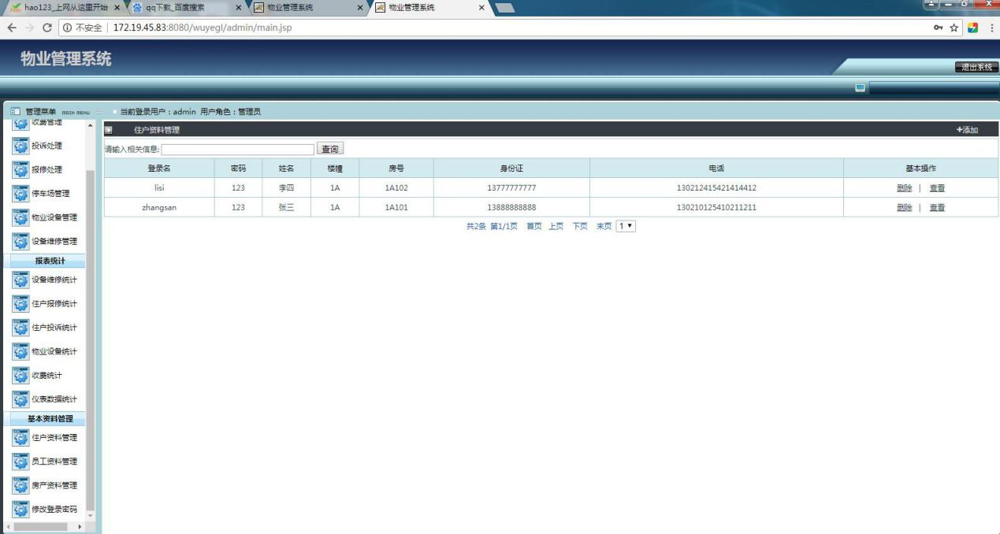 hao123_上网从这里开始
qq下载_百度搜索
物业管理系统
物业管理系统
不安全 | 172.19.45.83:8080/wuyegl/admin/main.jsp
物业管理系统
退出系统
管理菜单 MAIN MENU
当前登录用户：admin 用户角色：管理员
收费管理
投诉处理
报修处理
停车场管理
物业设备管理
设备维修管理
报表统计
设备维修统计
住户报修统计
住户投诉统计
物业设备统计
收费统计
仪表数据统计
基本资料管理
住户资料管理
员工资料管理
房产资料管理
修改登录密码
住户资料管理
+添加
请输入相关信息: 查询
登录名 密码 姓名 楼幢 房号 身份证 电话 基本操作
lisi 123 李四 1A 1A102 13777777777 130212415421414412 删除 | 查看
zhangsan 123 张三 1A 1A101 13888888888 130210125410211211 删除 | 查看
共2条 第1/1页 首页 上页 下页 末页 1